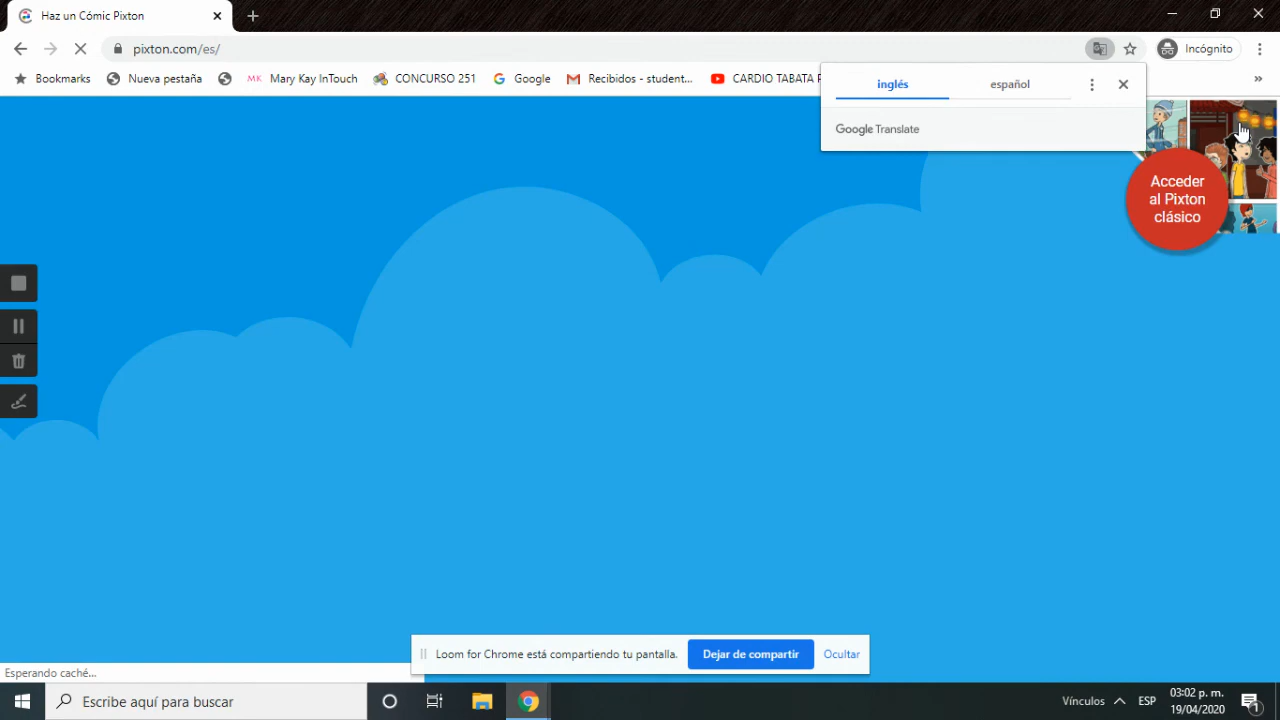 Haz un Cómic Pixton
pixton.com/es/
Incógnito
Bookmarks
Nueva pestaña
MK Mary Kay InTouch
CONCURSO 251
G Google
Recibidos - student...
CARDIO TABATA
»
inglés
español
Google Translate
Acceder
al Pixton
clásico
Loom for Chrome está compartiendo tu pantalla.
Dejar de compartir
Ocultar
Esperando caché...
Escribe aquí para buscar
Vínculos
ESP
03:02 p. m.
19/04/2020
1